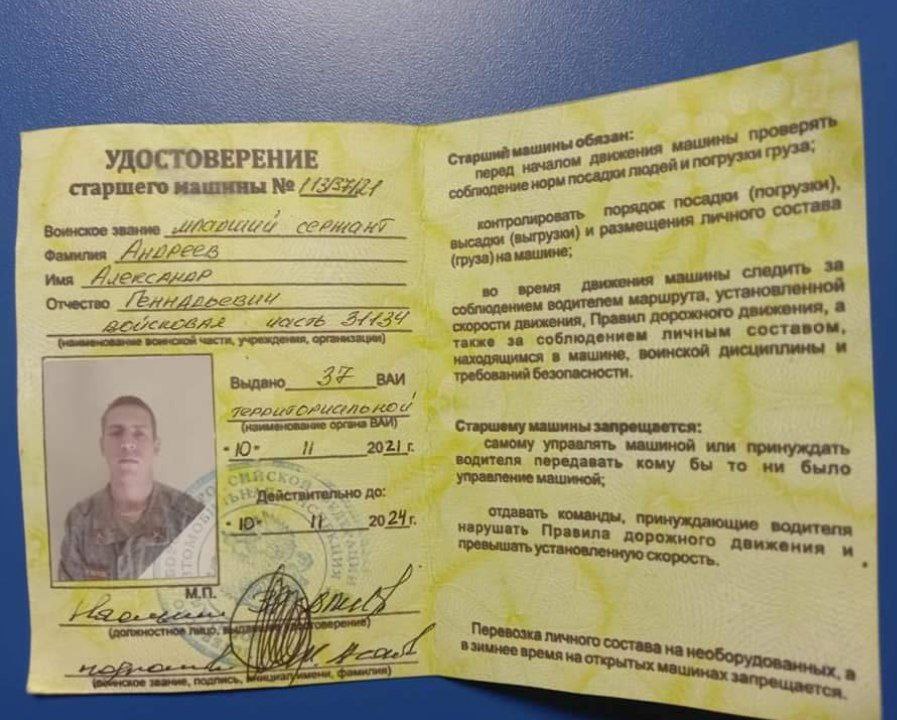 УДОСТОВЕРЕНИЕ
старшего машины № 113/37/21
Воинское звание младший сержант
Фамилия Андреев
Имя Александр
Отчество Геннадьевич
войсковая часть 31134
(наименование воинской части, учреждения, организации)
Выдано 37 ВАИ
территориальной
(наименование органа ВАИ)
"10" 11 2021 г.
Действительно до:
"10" 11 2024 г.
М.П.
(должностное лицо, выдавшее удостоверение)
(воинское звание, подпись, инициал имени, фамилия)
Старший машины обязан:
перед началом движения машины проверять
соблюдение норм посадки людей и погрузки груза;
контролировать порядок посадки (погрузки),
высадки (выгрузки) и размещения личного состава
(груза) на машине;
во время движения машины следить за
соблюдением водителем маршрута, установленной
скорости движения, Правил дорожного движения, а
также за соблюдением личным составом,
находящимся в машине, воинской дисциплины и
требований безопасности.
Старшему машины запрещается:
самому управлять машиной или принуждать
водителя передавать кому бы то ни было
управление машиной;
отдавать команды, принуждающие водителя
нарушать Правила дорожного движения и
превышать установленную скорость.
Перевозка личного состава на необорудованных, а
в зимнее время на открытых машинах запрещается.